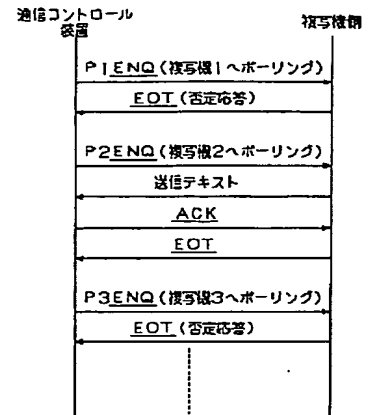 通信コントロール
装置
複写機側
P1ENQ(複写機1へポーリング)
EOT(否定応答)
P2ENQ(複写機2へポーリング)
送信テキスト
ACK
EOT
P3ENQ(複写機3へポーリング)
EOT(否定応答)